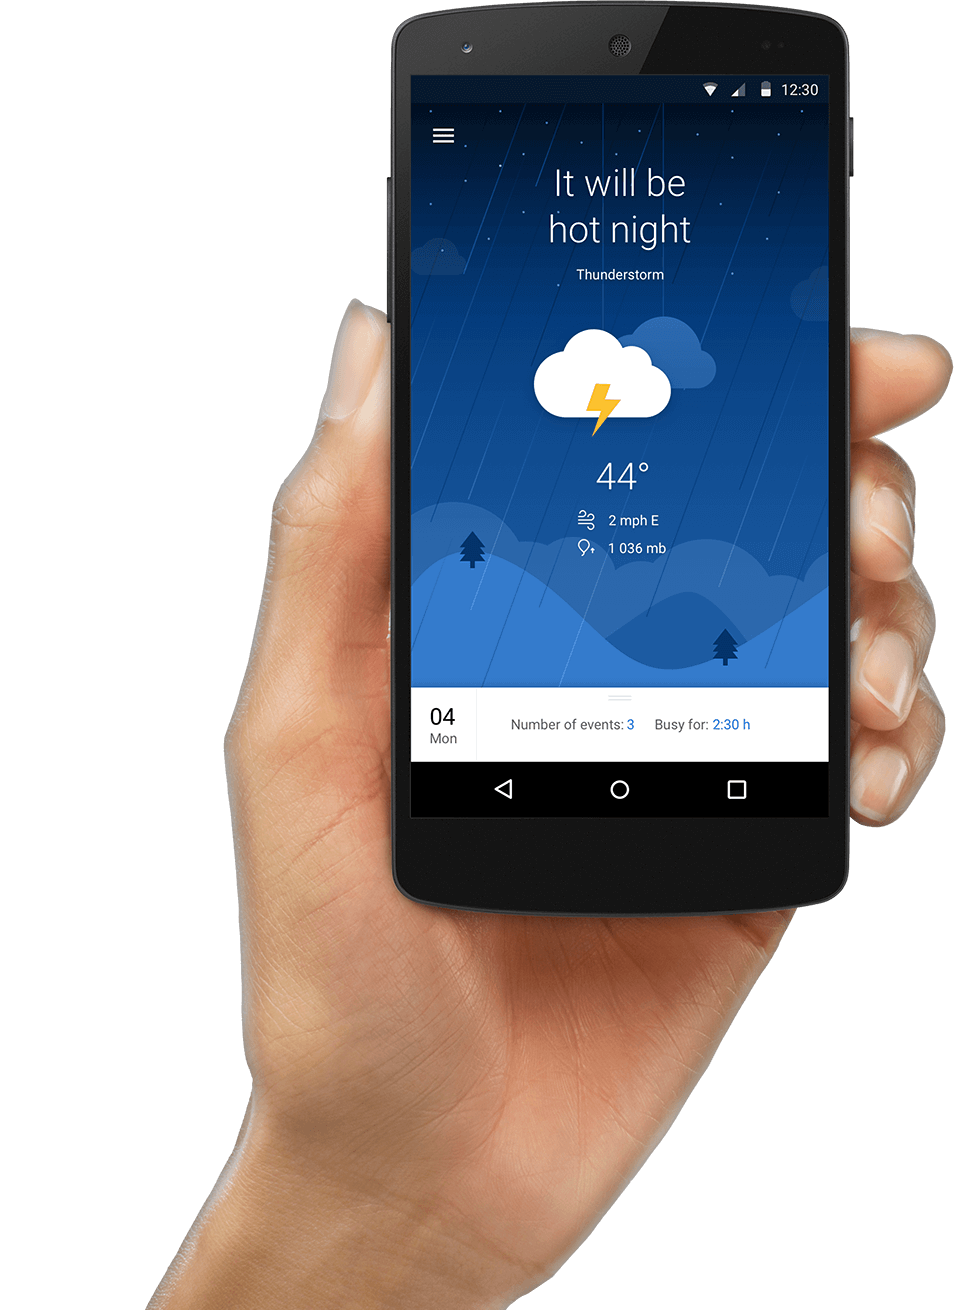 12:30
It will be
hot night
Thunderstorm
44°
2 mph E
1 036 mb
04
Mon
Number of events: 3 Busy for: 2:30 h